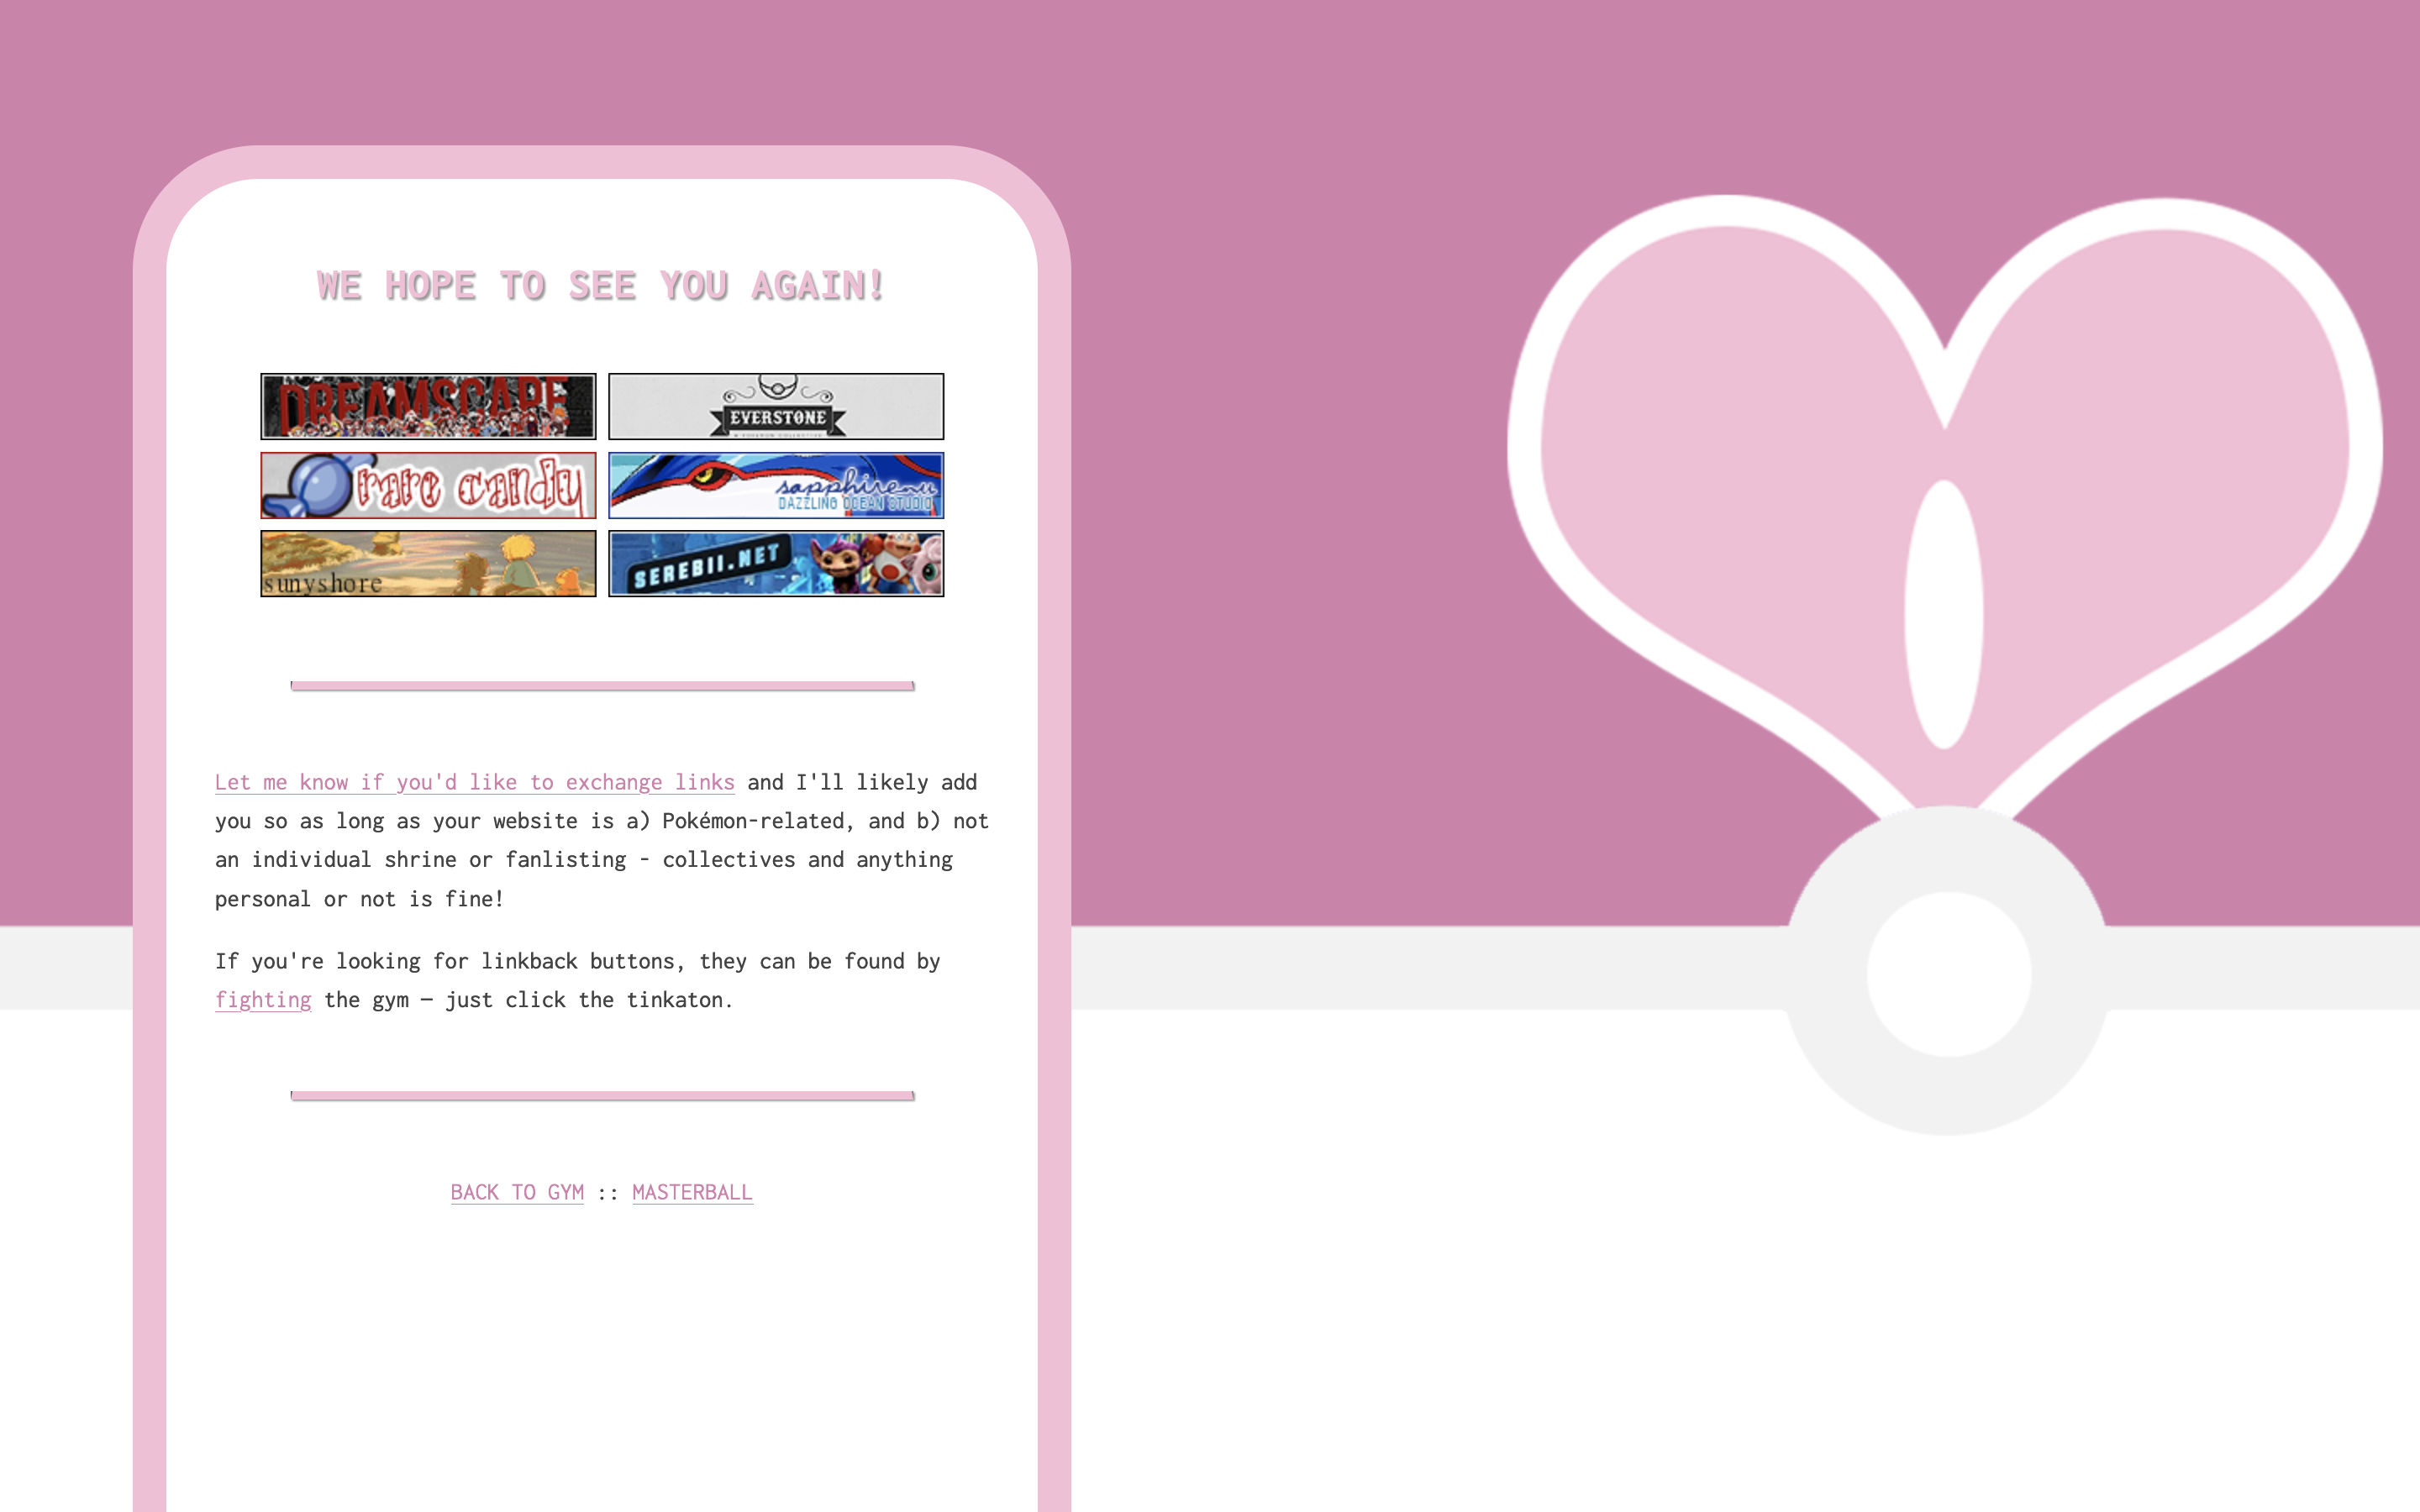 WE HOPE TO SEE YOU AGAIN!
DREAMSCAPE
EVERSTONE
rare candy
sapphire.nu
DAZZLING OCEAN STUDIO
sunyshore
SEREBII.NET
Let me know if you'd like to exchange links and I'll likely add
you so as long as your website is a) Pokémon-related, and b) not
an individual shrine or fanlisting - collectives and anything
personal or not is fine!
If you're looking for linkback buttons, they can be found by
fighting the gym — just click the tinkaton.
BACK TO GYM :: MASTERBALL